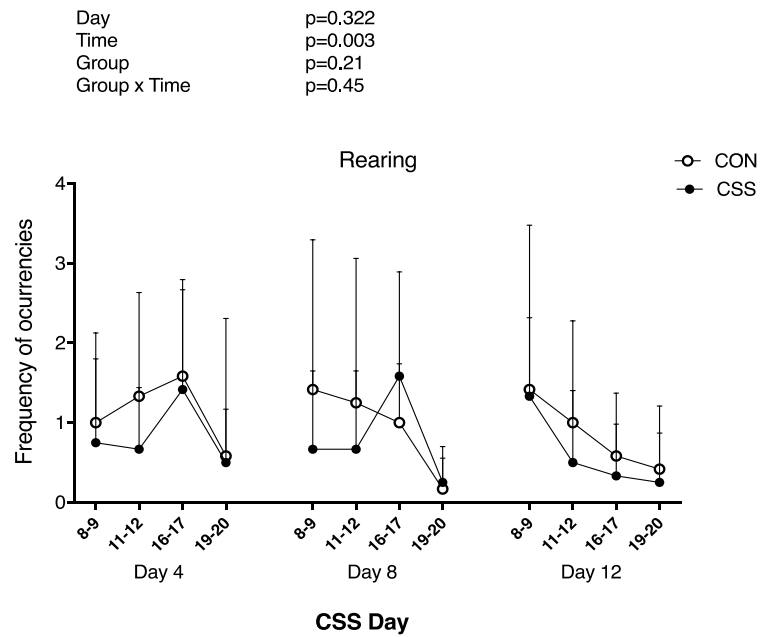 Day p=0.322
Time p=0.003
Group p=0.21
Group x Time p=0.45
Rearing
CON
CSS
Frequency of ocurrencies
4
3
2
1
0
8-9 11-12 16-17 19-20 8-9 11-12 16-17 19-20 8-9 11-12 16-17 19-20
Day 4 Day 8 Day 12
CSS Day